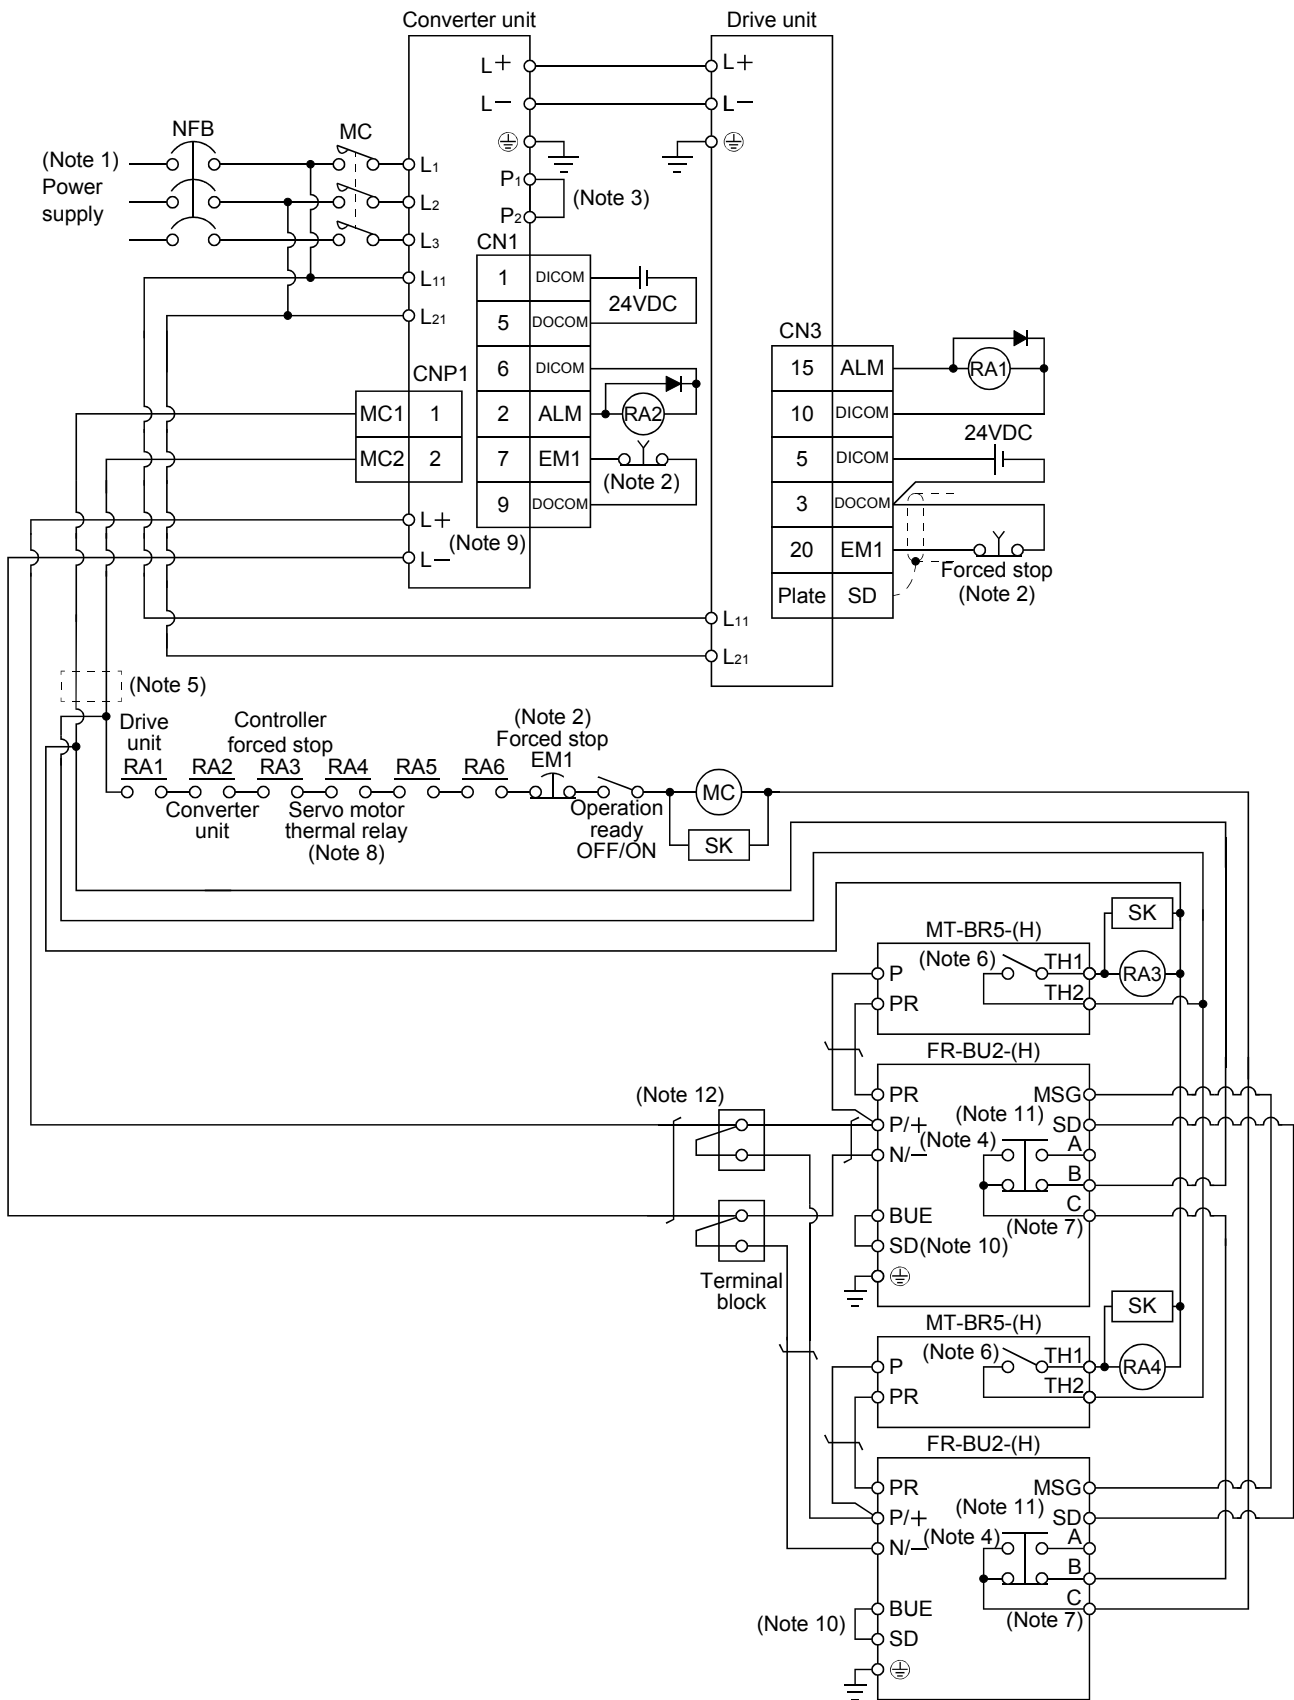 Converter unit
Drive unit
L+
L+
L−
L−
NFB
MC
(Note 1)
Power
supply
L1
L2
L3
L11
L21
P1
P2
(Note 3)
CN1
1 DICOM
24VDC
5 DOCOM
6 DICOM
2 ALM
RA2
7 EM1
(Note 2)
9 DOCOM
CNP1
MC1 1
MC2 2
L+
(Note 9)
L−
CN3
15 ALM
RA1
10 DICOM
24VDC
5 DICOM
3 DOCOM
20 EM1
Forced stop
(Note 2)
Plate SD
L11
L21
(Note 5)
Drive
unit
RA1
RA2
Converter
unit
Controller
forced stop
RA3
RA4
Servo motor
thermal relay
(Note 8)
RA5
RA6
(Note 2)
Forced stop
EM1
Operation
ready
OFF/ON
MC
SK
MT-BR5-(H)
SK
(Note 6)
TH1
RA3
TH2
P
PR
FR-BU2-(H)
PR
MSG
(Note 11)
P/+
SD
(Note 4)
A
N/−
B
C
BUE
(Note 7)
SD(Note 10)
(Note 12)
Terminal
block
SK
MT-BR5-(H)
(Note 6)
TH1
RA4
TH2
P
PR
FR-BU2-(H)
PR
MSG
(Note 11)
P/+
SD
(Note 4)
A
N/−
B
C
BUE
(Note 7)
(Note 10)
SD